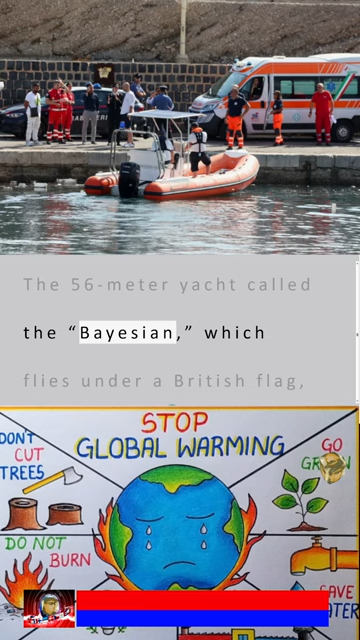 The 56-meter yacht called
the “Bayesian,” which
flies under a British flag,
STOP
GLOBAL WARMING
DON'T
CUT
TREES
GO
GREEN
DO NOT
BURN
SAVE
WATER